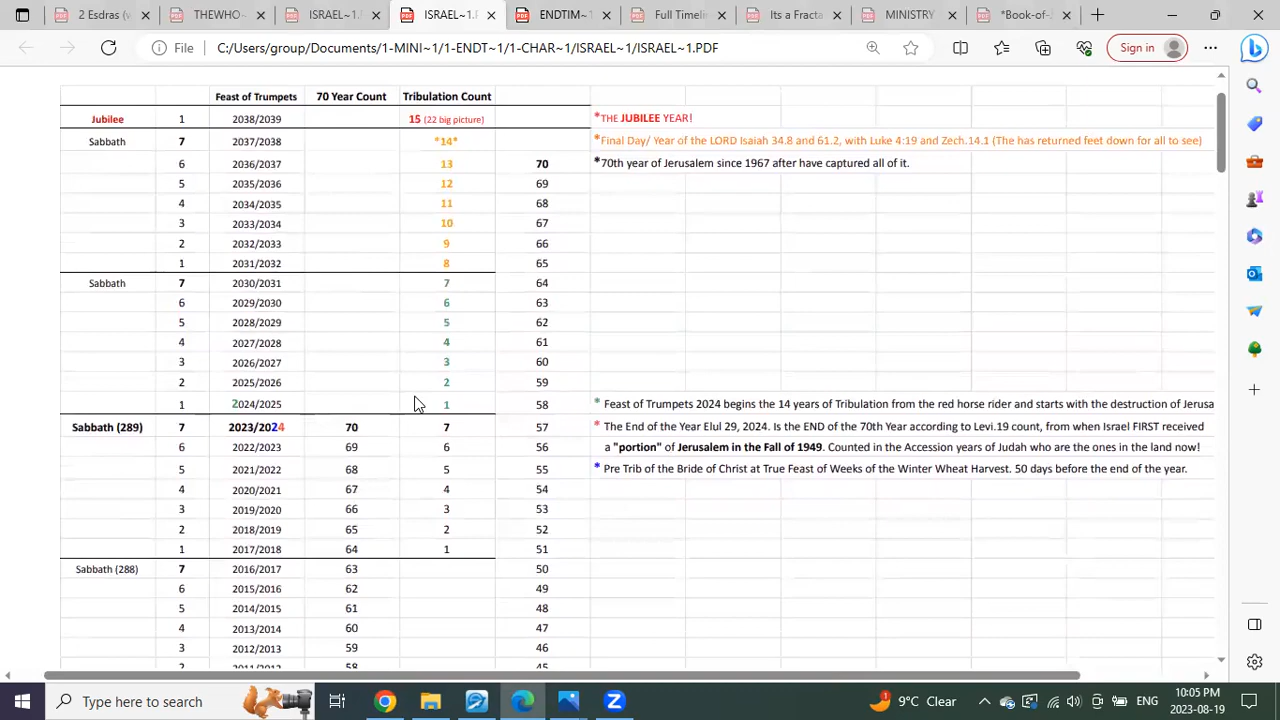 2 Esdras (v
THEWHO
ISRAEL~1.
ISRAEL~1.P
ENDTIM~
Full Timelin
Its a Fracta
MINISTRY
*Book-of-
File C:/Users/group/Documents/1-MINI~1/1-ENDT~1/1-CHAR~1/ISRAEL~1/ISRAEL~1.PDF Sign in
Feast of Trumpets 70 Year Count Tribulation Count
Jubilee 1 2038/2039 15 (22 big picture) *THE JUBILEE YEAR!
Sabbath 7 2037/2038 *14* *Final Day/ Year of the LORD Isaiah 34.8 and 61.2, with Luke 4:19 and Zech.14.1 (The has returned feet down for all to see)
6 2036/2037 13 70 *70th year of Jerusalem since 1967 after have captured all of it.
5 2035/2036 12 69
4 2034/2035 11 68
3 2033/2034 10 67
2 2032/2033 9 66
1 2031/2032 8 65
Sabbath 7 2030/2031 7 64
6 2029/2030 6 63
5 2028/2029 5 62
4 2027/2028 4 61
3 2026/2027 3 60
2 2025/2026 2 59
1 2024/2025 1 58 * Feast of Trumpets 2024 begins the 14 years of Tribulation from the red horse rider and starts with the destruction of Jerusa
Sabbath (289) 7 2023/2024 70 7 57 * The End of the Year Elul 29, 2024. Is the END of the 70th Year according to Levi.19 count, from when Israel FIRST received
6 2022/2023 69 6 56 a "portion" of Jerusalem in the Fall of 1949. Counted in the Accession years of Judah who are the ones in the land now!
5 2021/2022 68 5 55 * Pre Trib of the Bride of Christ at True Feast of Weeks of the Winter Wheat Harvest. 50 days before the end of the year.
4 2020/2021 67 4 54
3 2019/2020 66 3 53
2 2018/2019 65 2 52
1 2017/2018 64 1 51
Sabbath (288) 7 2016/2017 63 50
6 2015/2016 62 49
5 2014/2015 61 48
4 2013/2014 60 47
3 2012/2013 59 46
2 2011/2012 58 45
Type here to search
1 9°C Clear ENG
10:05 PM
2023-08-19